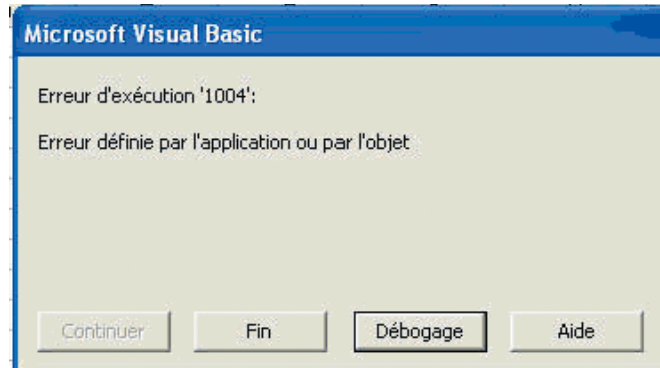 Microsoft Visual Basic
Erreur d'exécution '1004':
Erreur définie par l'application ou par l'objet
Continuer
Fin
Débogage
Aide